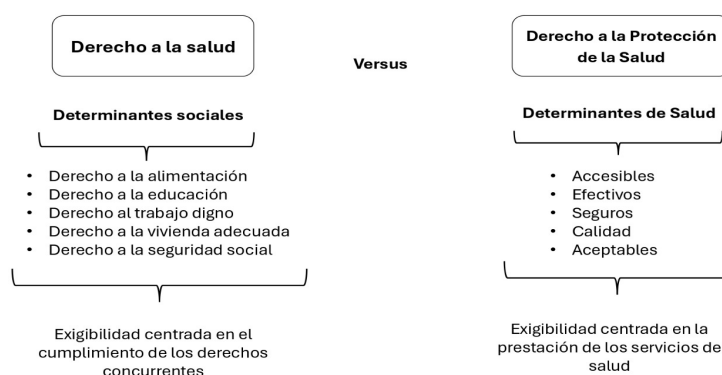 Derecho a la salud
Versus
Derecho a la Protección
de la Salud
Determinantes sociales
Determinantes de Salud
• Derecho a la alimentación
• Derecho a la educación
• Derecho al trabajo digno
• Derecho a la vivienda adecuada
• Derecho a la seguridad social
• Accesibles
• Efectivos
• Seguros
• Calidad
• Aceptables
Exigibilidad centrada en el
cumplimiento de los derechos
concurrentes
Exigibilidad centrada en la
prestación de los servicios de
salud